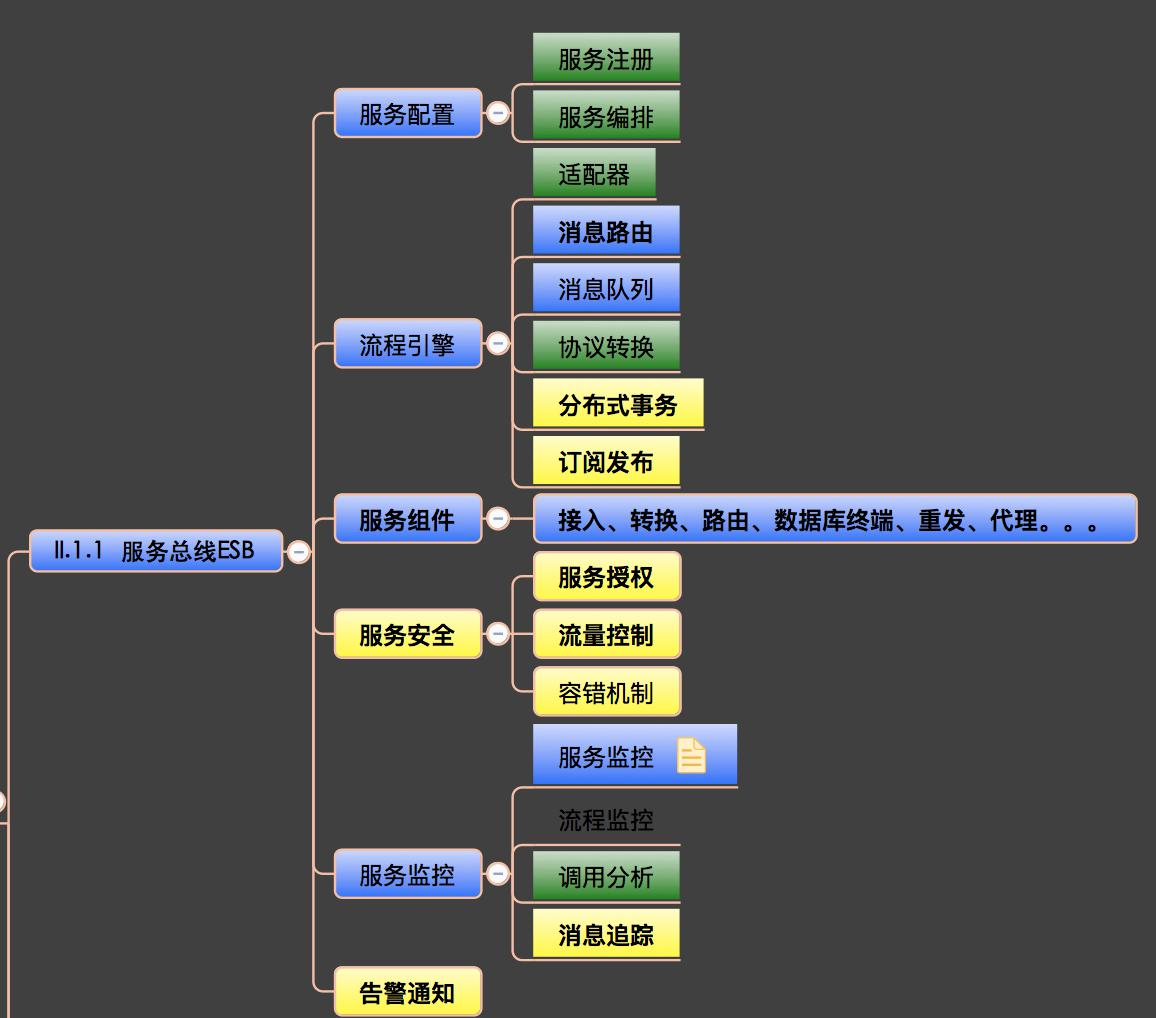 服务注册
服务配置
服务编排
适配器
消息路由
消息队列
流程引擎
协议转换
分布式事务
订阅发布
服务组件
接入、转换、路由、数据库终端、重发、代理。。。
II.1.1 服务总线ESB
服务授权
服务安全
流量控制
容错机制
服务监控
流程监控
服务监控
调用分析
消息追踪
告警通知